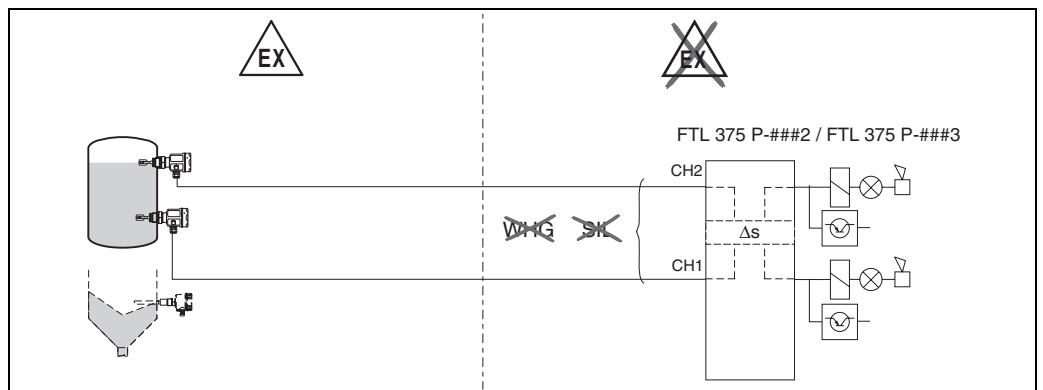 EX
EX
FTL 375 P-###2 / FTL 375 P-###3
CH2
WHG SIL
Δs
CH1